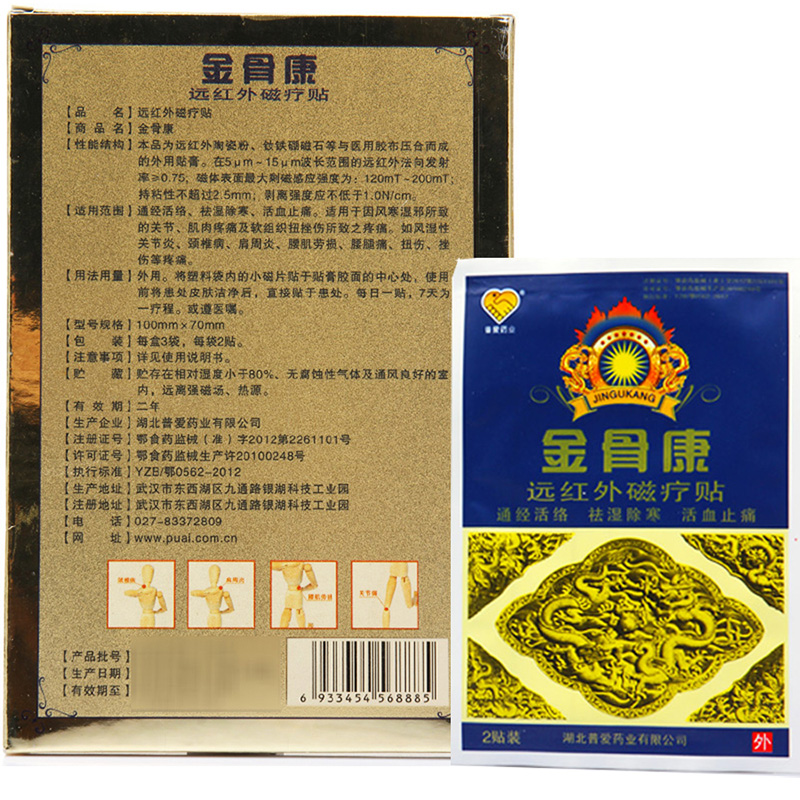 金骨康
远红外磁疗贴
【品名】远红外磁疗贴
【商品名】金骨康
【性能结构】本品为远红外陶瓷粉、钕铁硼磁石等与医用胶布压合而成
的外用贴膏。在5μm~15μm波长范围的远红外法向发射
率≥0.75；磁体表面最大剩磁感应强度为：120mT~200mT；
持粘性不超过2.5mm，剥离强度应不低于1.0N/cm。
【适用范围】通经活络、祛湿除寒、活血止痛。适用于因风寒湿邪所致
的关节、肌肉疼痛及软组织扭挫伤所致之疼痛。如风湿性
关节炎、颈椎病、肩周炎、腰肌劳损、腰腿痛、扭伤、挫
伤等疼痛。
【用法用量】外用。将塑料袋内的小磁片贴于贴膏胶面的中心处，使用
前将患处皮肤洁净后，直接贴于患处。每日一贴，7天为
一疗程。或遵医嘱。
【型号规格】100mm×70mm
【包装】每盒3袋，每袋2贴。
【注意事项】详见使用说明书。
【贮藏】贮存在相对湿度小于80%、无腐蚀性气体及通风良好的室
内，远离强磁场、热源。
【有效期】二年
【生产企业】湖北普爱药业有限公司
【注册证号】鄂食药监械（准）字2012第2261101号
【许可证号】鄂食药监械生产许20100248号
【执行标准】YZB/鄂0562-2012
【生产地址】武汉市东西湖区九通路银湖科技工业园
【注册地址】武汉市东西湖区九通路银湖科技工业园
【电话】027-83372809
【网址】www.puai.com.cn
颈椎病
肩周炎
腰肌劳损
关节痛
【产品批号】
【生产日期】
【有效期至】
6 933454 568885
普爱药业
JINGUKANG
金骨康
远红外磁疗贴
通经活络 祛湿除寒 活血止痛
2贴装
湖北普爱药业有限公司
外